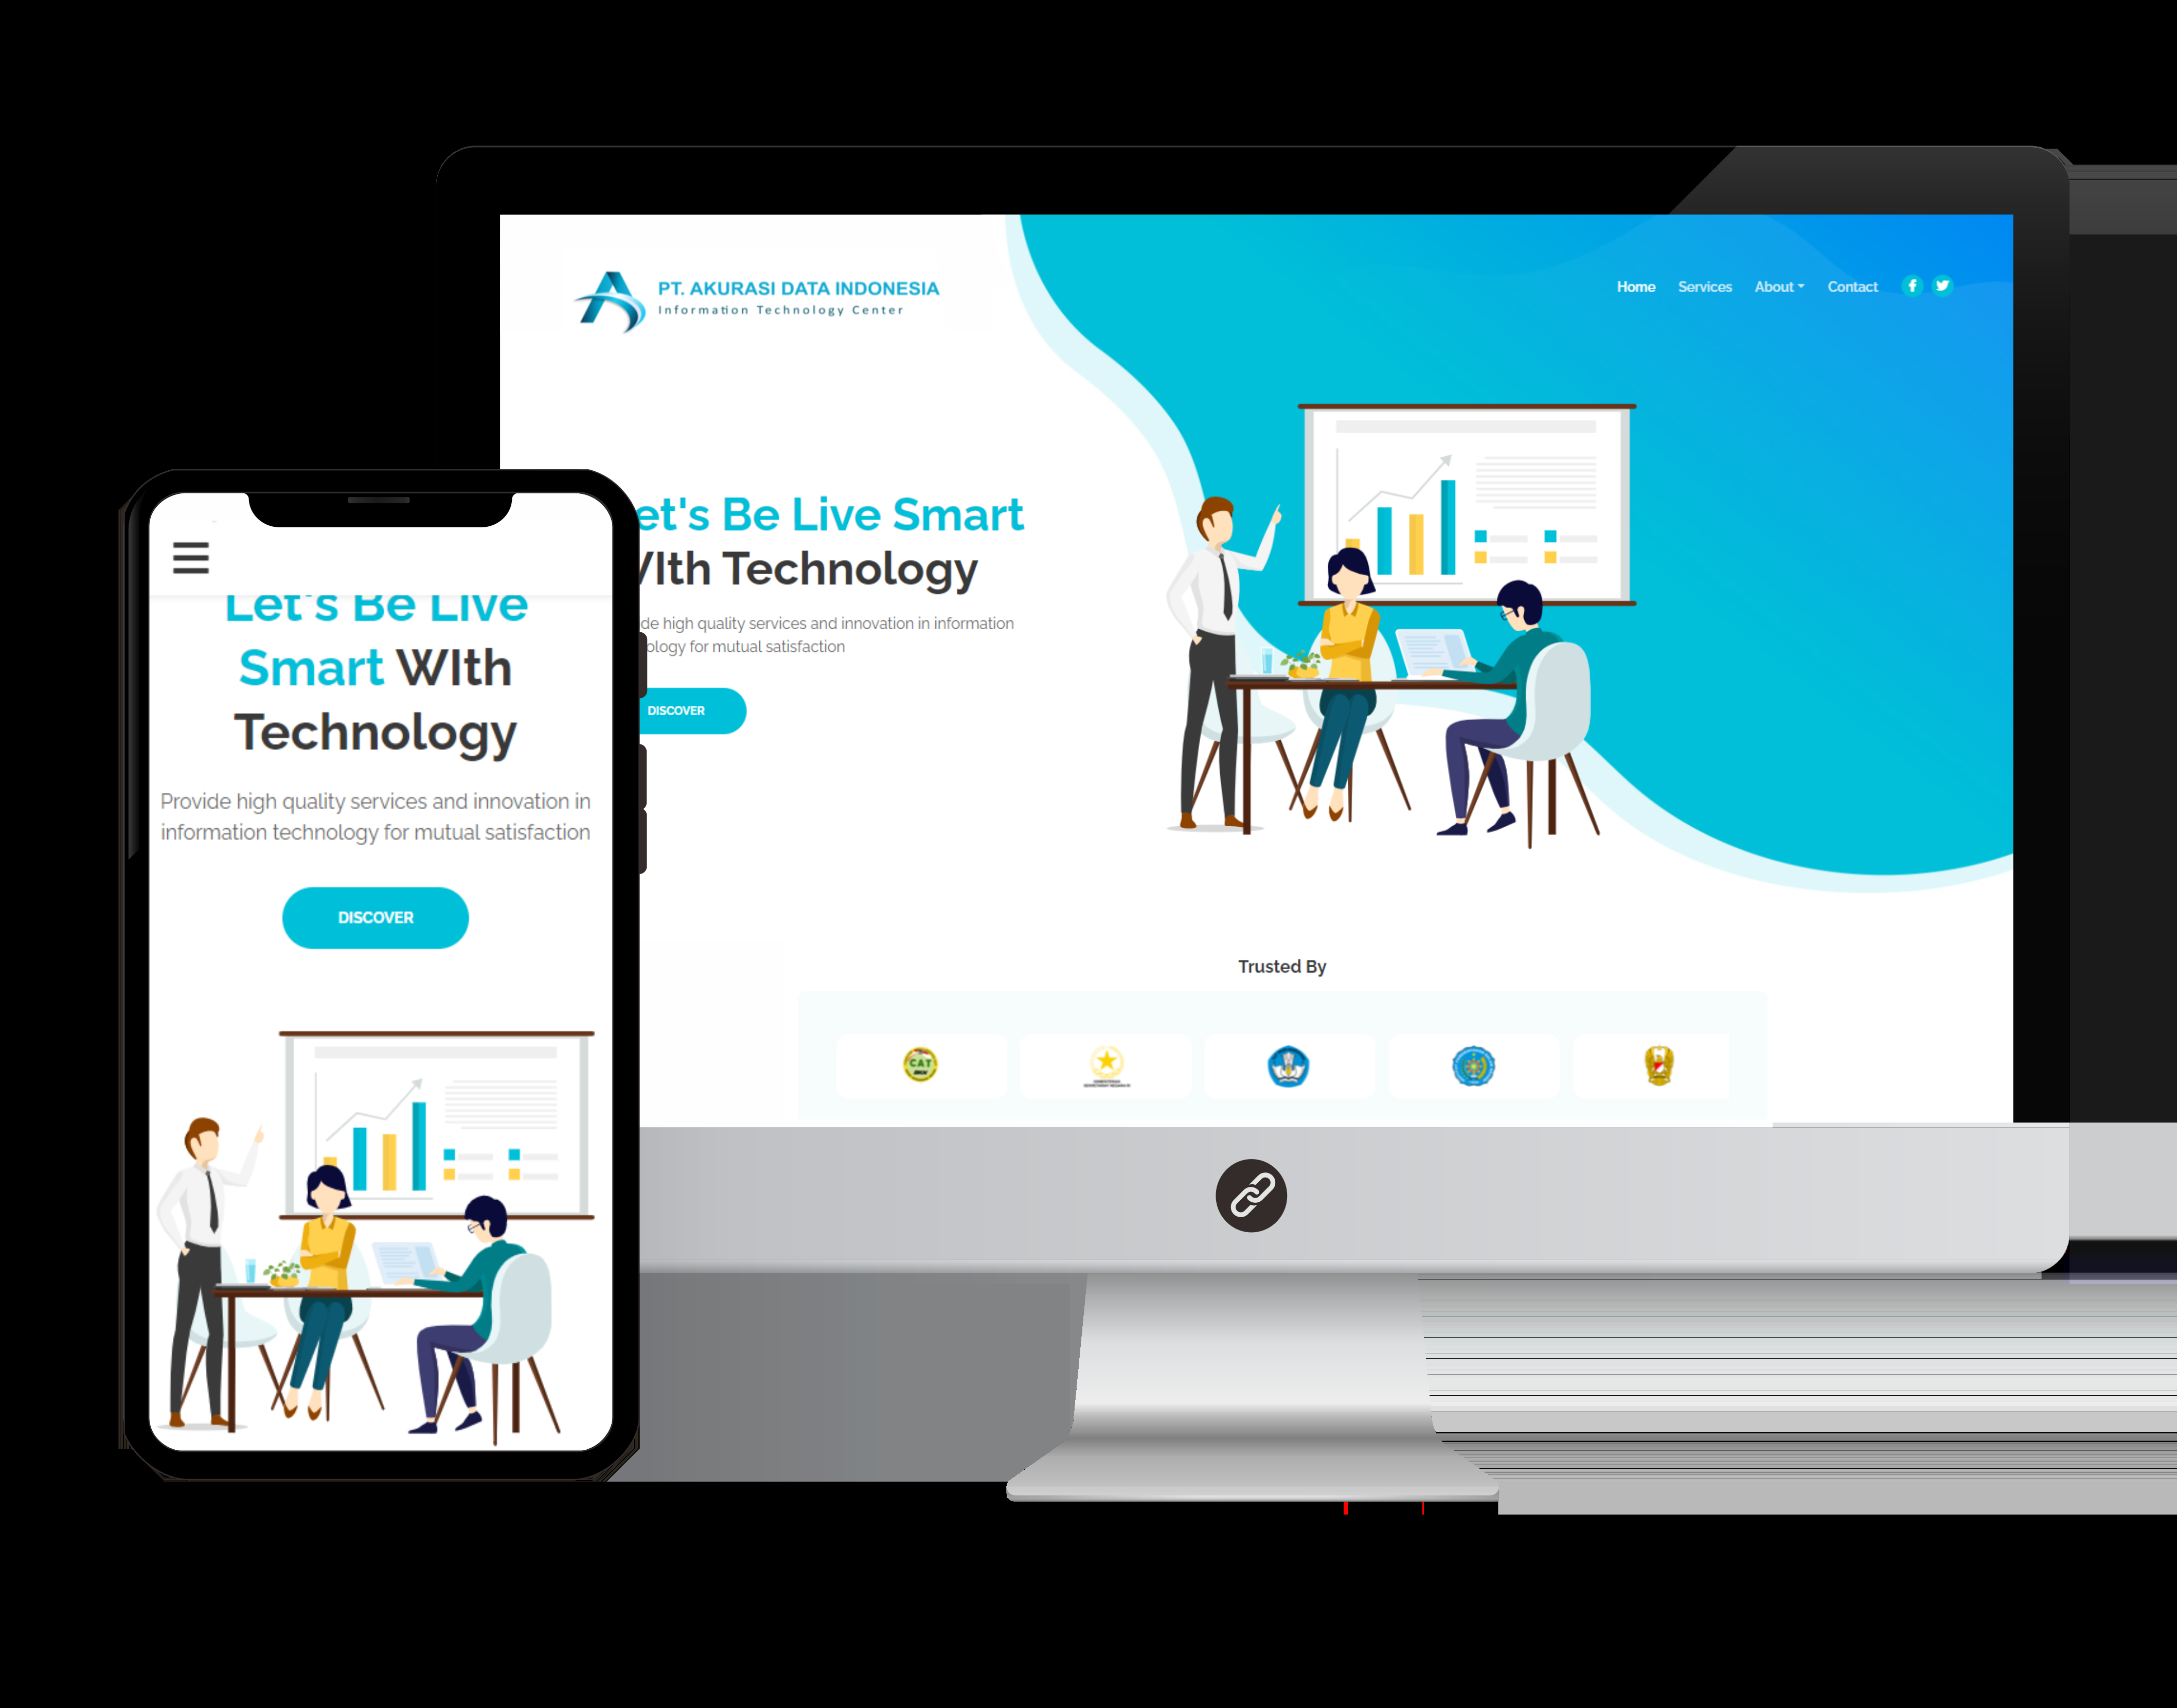 PT. AKURASI DATA INDONESIA
Information Technology Center
Home Services About Contact
et's Be Live Smart
Ith Technology
de high quality services and innovation in information
ology for mutual satisfaction
DISCOVER
Trusted By
CAT
Let's Be Live
Smart WIth
Technology
Provide high quality services and innovation in
information technology for mutual satisfaction
DISCOVER